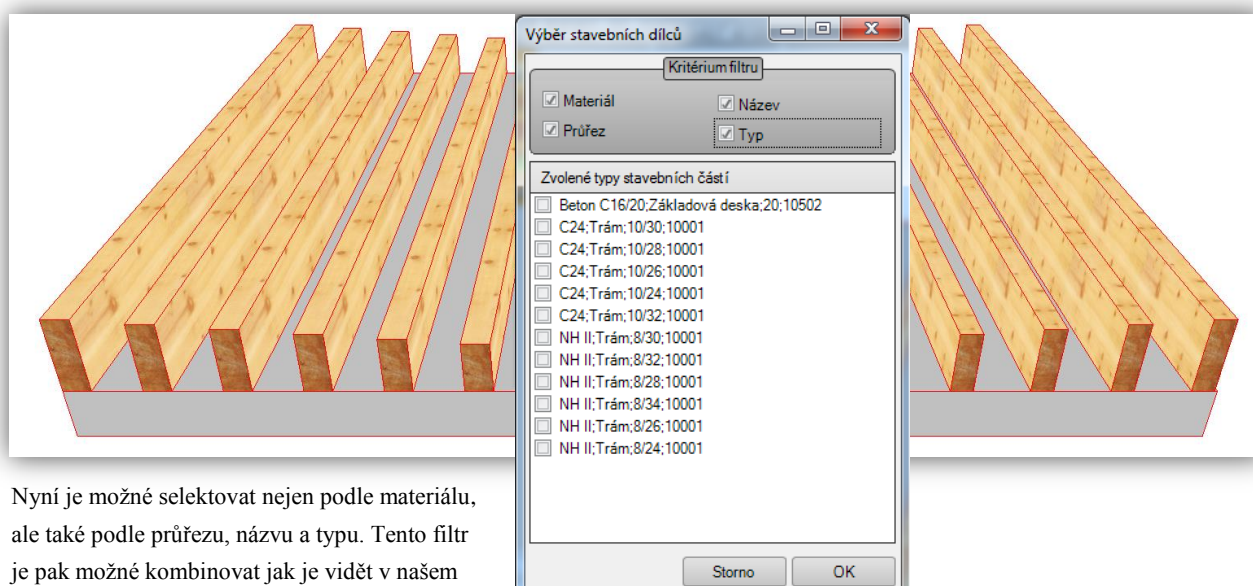 Výběr stavebních dílců
Kritérium filtru
Materiál
Název
Průřez
Typ
Zvolené typy stavebních částí
Beton C16/20;Základová deska;20;10502
C24;Trám;10/30;10001
C24;Trám;10/28;10001
C24;Trám;10/26;10001
C24;Trám;10/24;10001
C24;Trám;10/32;10001
NH II;Trám;8/30;10001
NH II;Trám;8/32;10001
NH II;Trám;8/28;10001
NH II;Trám;8/34;10001
NH II;Trám;8/26;10001
NH II;Trám;8/24;10001
Storno
OK
Nyní je možné selektovat nejen podle materiálu,
ale také podle průřezu, názvu a typu. Tento filtr
je pak možné kombinovat jak je vidět v našem